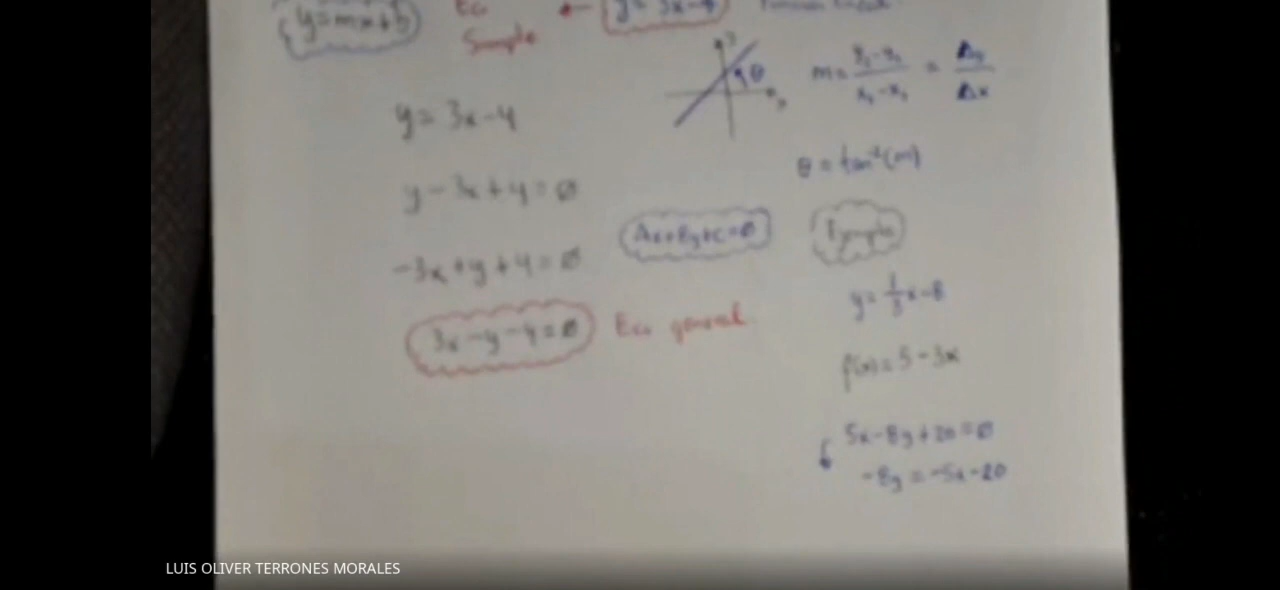 y=mx+b Ec. Simple ← y = 3x-4
y = 3x-4
m = y₂-y₁/x₂-x₁ = Δy/Δx
y
θ
x
θ = tan⁻¹(m)
y-3x+4=0
Ax+By+C=0
Ejemplo
-3x+y+4=0
3x-y-4=0 Ec. general
y= 1/3x-8
f(x)=5-3x
5x-8y+20=0
-8y=-5x-20
LUIS OLIVER TERRONES MORALES